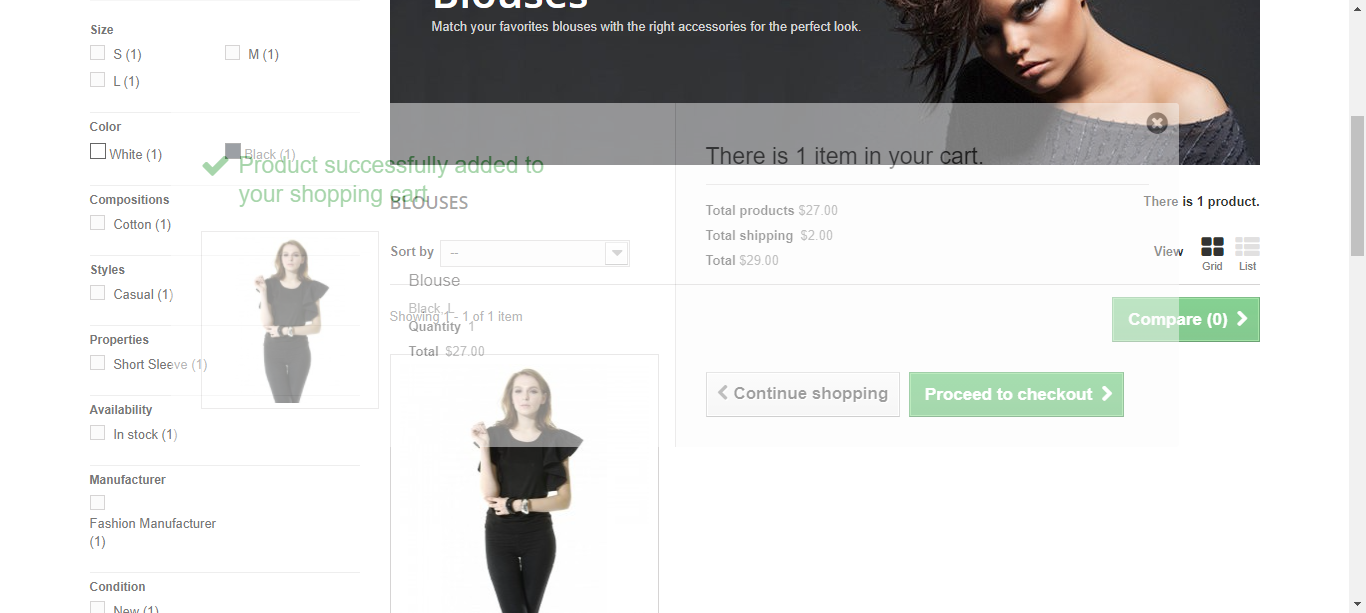 Blouses
Match your favorites blouses with the right accessories for the perfect look.
Size
S (1)
M (1)
L (1)
Color
White (1)
Black (1)
Compositions
Cotton (1)
Styles
Casual (1)
Properties
Short Sleeve (1)
Availability
In stock (1)
Manufacturer
Fashion Manufacturer
(1)
Condition
New (1)
Product successfully added to
your shopping cart
Blouse
Black, L
Quantity 1
Total $27.00
There is 1 item in your cart.
Total products $27.00
Total shipping $2.00
Total $29.00
Continue shopping
Proceed to checkout
BLOUSES
There is 1 product.
Sort by
--
View
Grid
List
Showing 1 - 1 of 1 item
Compare (0)